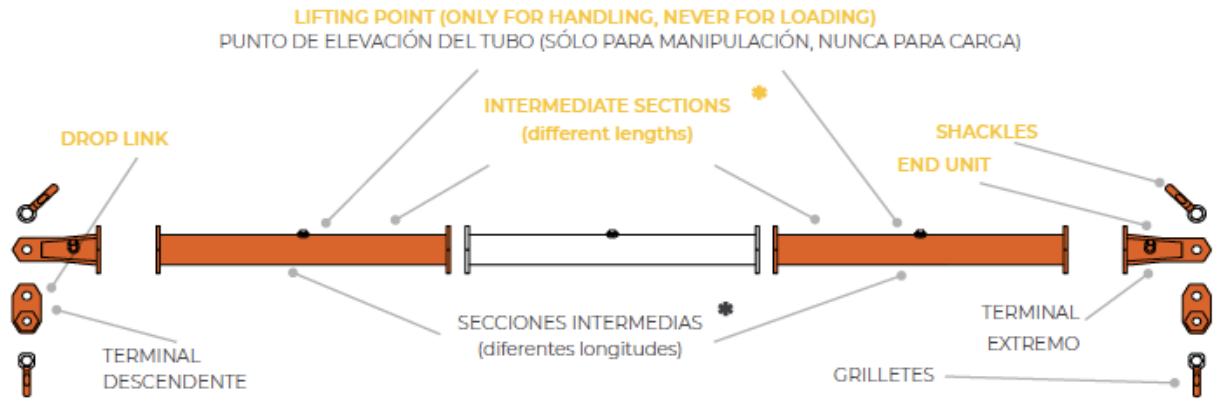 LIFTING POINT (ONLY FOR HANDLING, NEVER FOR LOADING)
PUNTO DE ELEVACIÓN DEL TUBO (SÓLO PARA MANIPULACIÓN, NUNCA PARA CARGA)
INTERMEDIATE SECTIONS *
(different lengths)
DROP LINK
SHACKLES
END UNIT
SECCIONES INTERMEDIAS *
(diferentes longitudes)
TERMINAL
DESCENDENTE
TERMINAL
EXTREMO
GRILLETES